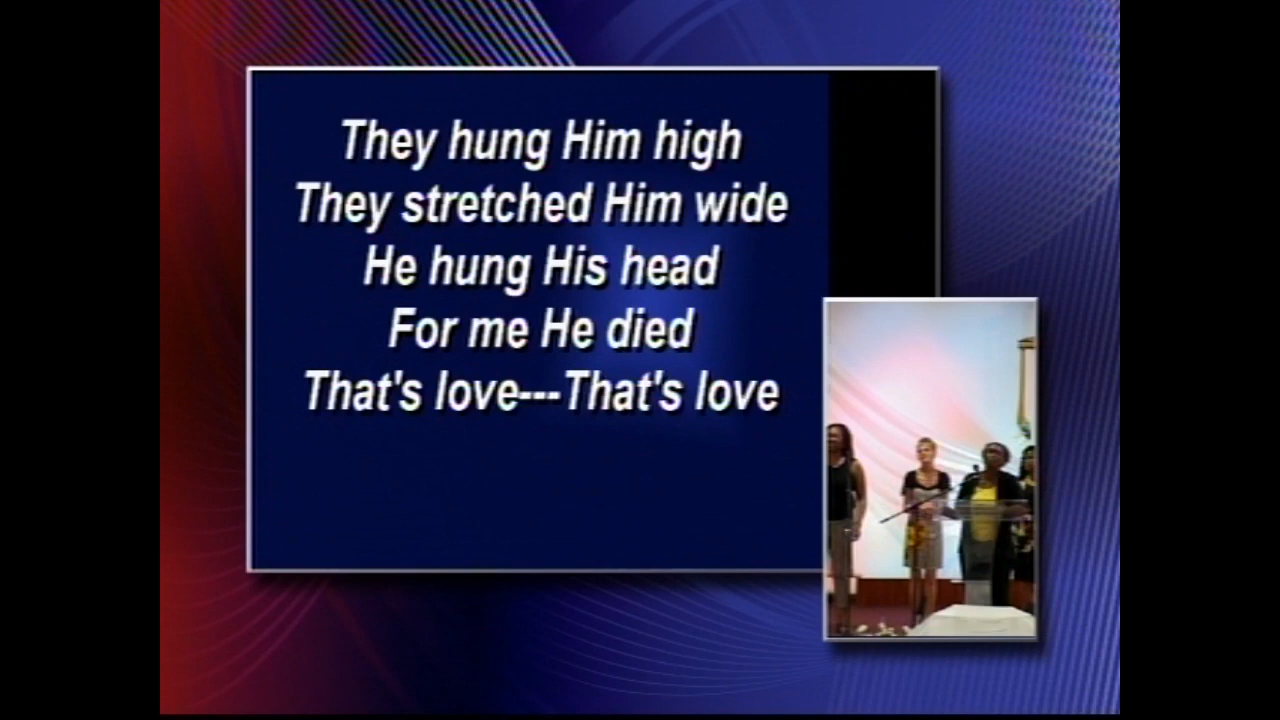 They hung Him high
They stretched Him wide
He hung His head
For me He died
That's love---That's love